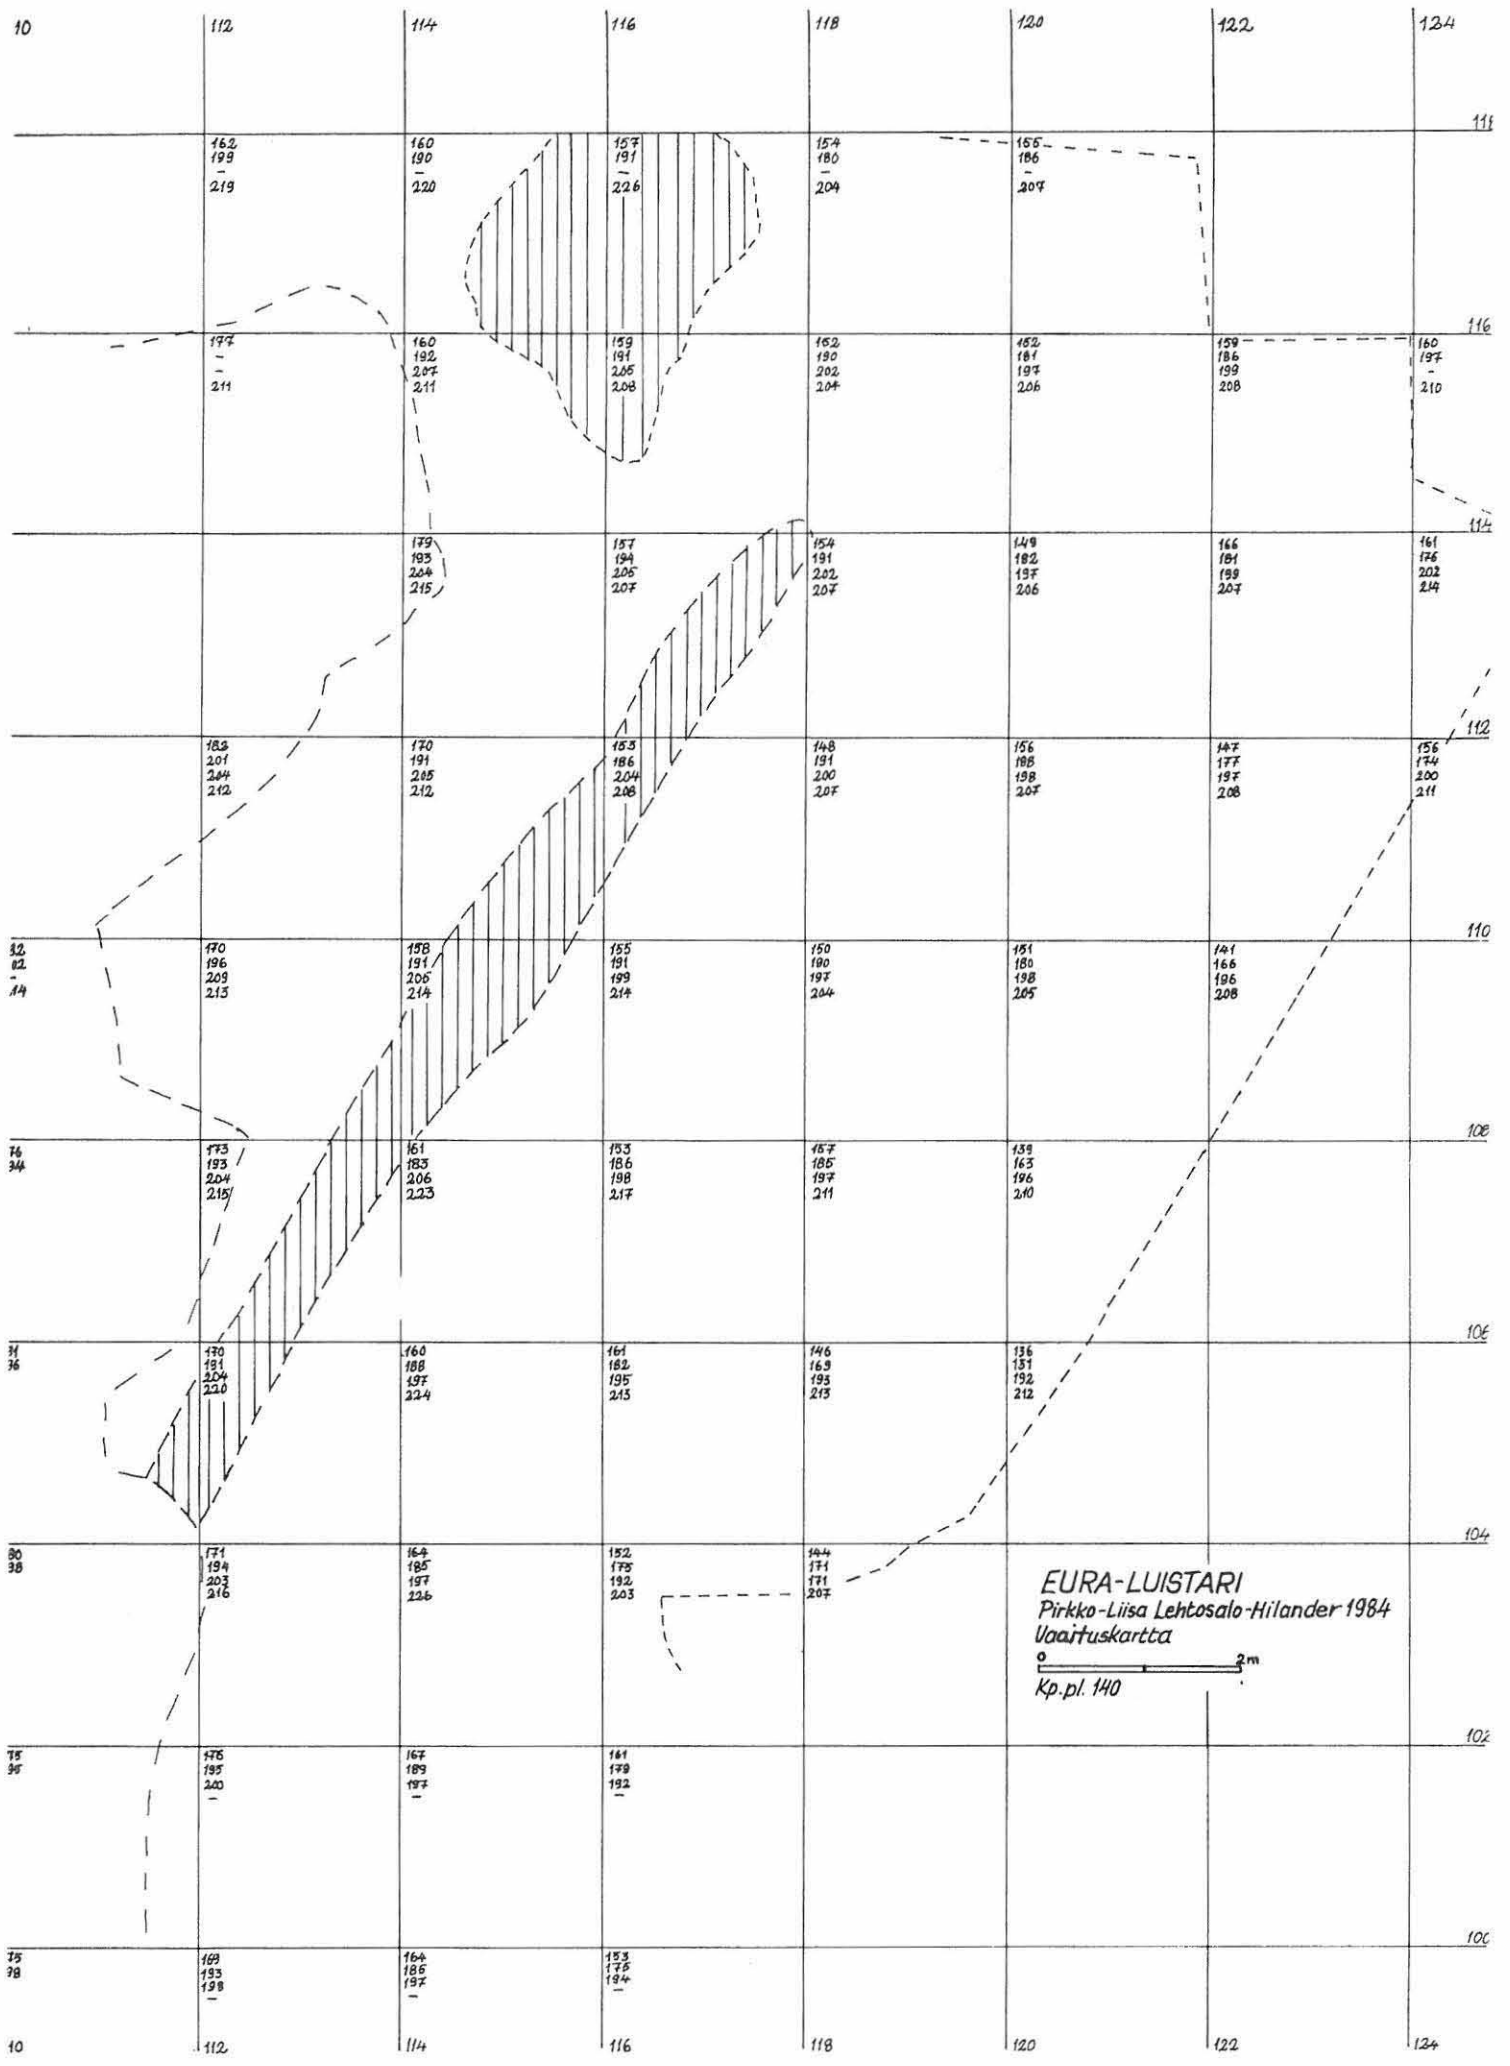 10 112 114 116 118 120 122 124
162 160 157 154 155
199 190 191 180 186
- - - - -
219 220 226 204 207
116
177 160 159 152 152 159 160
- 192 191 190 181 186 197
- 207 205 202 197 199 -
211 211 208 204 206 208 210
114
179 157 154 149 166 161
193 194 191 182 181 176
204 205 202 197 199 202
215 207 207 206 207 214
112
182 170 153 148 156 147 156
201 191 186 191 188 177 174
204 205 204 200 198 197 200
212 212 208 207 207 208 211
110
170 158 155 150 151 141
196 191 191 190 180 166
209 205 199 197 198 196
213 214 214 204 205 208
108
173 161 153 157 139
193 183 186 185 163
204 206 198 197 196
215 223 217 211 210
106
170 160 161 146 136
191 188 182 169 151
204 197 195 193 192
220 224 213 213 212
104
171 164 152 144
194 185 175 171
203 197 192 171
216 226 203 207
EURA-LUISTARI
Pirkko-Liisa Lehtosalo-Hilander 1984
Vaaituskartta
0 2m
Kp.pl. 140
102
176 167 161
195 189 179
200 197 192
- - -
169 164 153
193 186 175
198 197 194
- - -
10 112 114 116 118 120 122 124